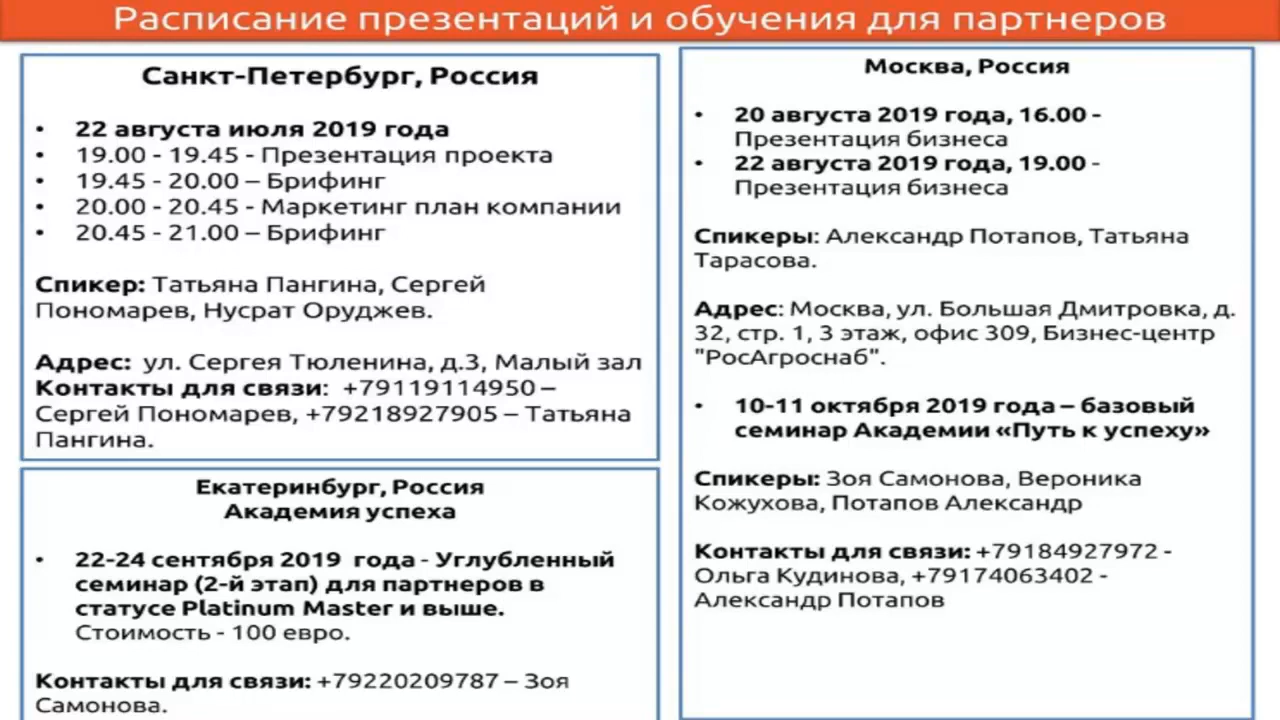 Расписание презентаций и обучения для партнеров
Санкт-Петербург, Россия
• 22 августа июля 2019 года
• 19.00 - 19.45 - Презентация проекта
• 19.45 - 20.00 – Брифинг
• 20.00 - 20.45 - Маркетинг план компании
• 20.45 - 21.00 – Брифинг
Спикер: Татьяна Пангина, Сергей
Пономарев, Нусрат Оруджев.
Адрес: ул. Сергея Тюленина, д.3, Малый зал
Контакты для связи: +79119114950 –
Сергей Пономарев, +79218927905 – Татьяна
Пангина.
Екатеринбург, Россия
Академия успеха
• 22-24 сентября 2019 года - Углубленный
семинар (2-й этап) для партнеров в
статусе Platinum Master и выше.
Стоимость - 100 евро.
Контакты для связи: +79220209787 – Зоя
Самонова.
Москва, Россия
• 20 августа 2019 года, 16.00 -
Презентация бизнеса
• 22 августа 2019 года, 19.00 -
Презентация бизнеса
Спикеры: Александр Потапов, Татьяна
Тарасова.
Адрес: Москва, ул. Большая Дмитровка, д.
32, стр. 1, 3 этаж, офис 309, Бизнес-центр
"РосАгроснаб".
• 10-11 октября 2019 года – базовый
семинар Академии «Путь к успеху»
Спикеры: Зоя Самонова, Вероника
Кожухова, Потапов Александр
Контакты для связи: +79184927972 -
Ольга Кудинова, +79174063402 -
Александр Потапов